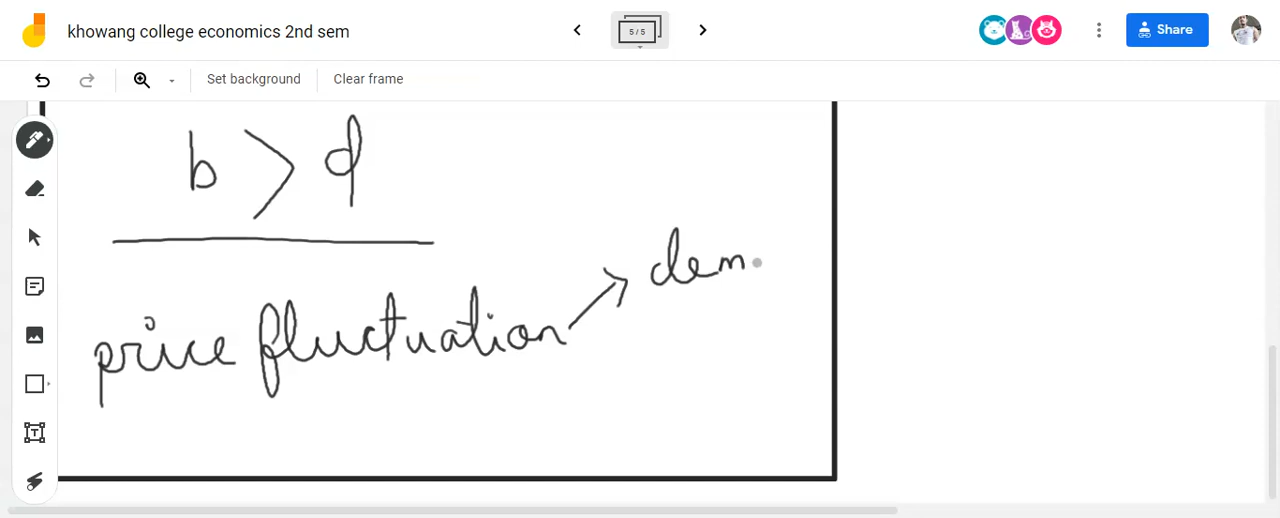 khowang college economics 2nd sem
5 / 5
Share
Set background
Clear frame
b > d
dem
price fluctuation